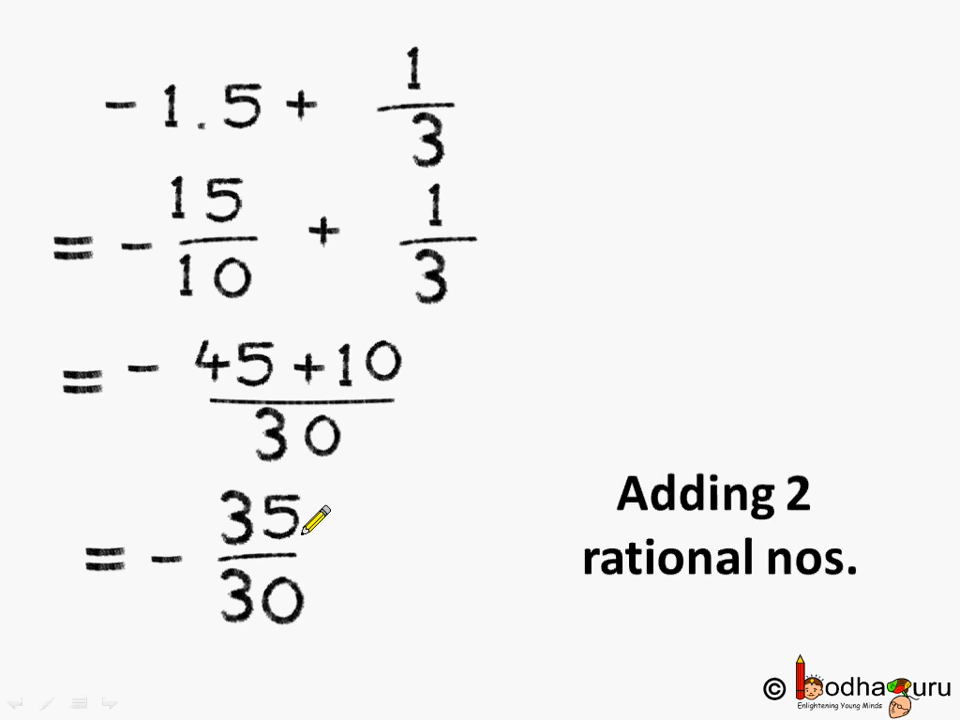 - 1.5 + 1/3
= - 15/10 + 1/3
= - 45+10/30
= - 35/30
Adding 2
rational nos.
© bodhaguru
Enlightening Young Minds